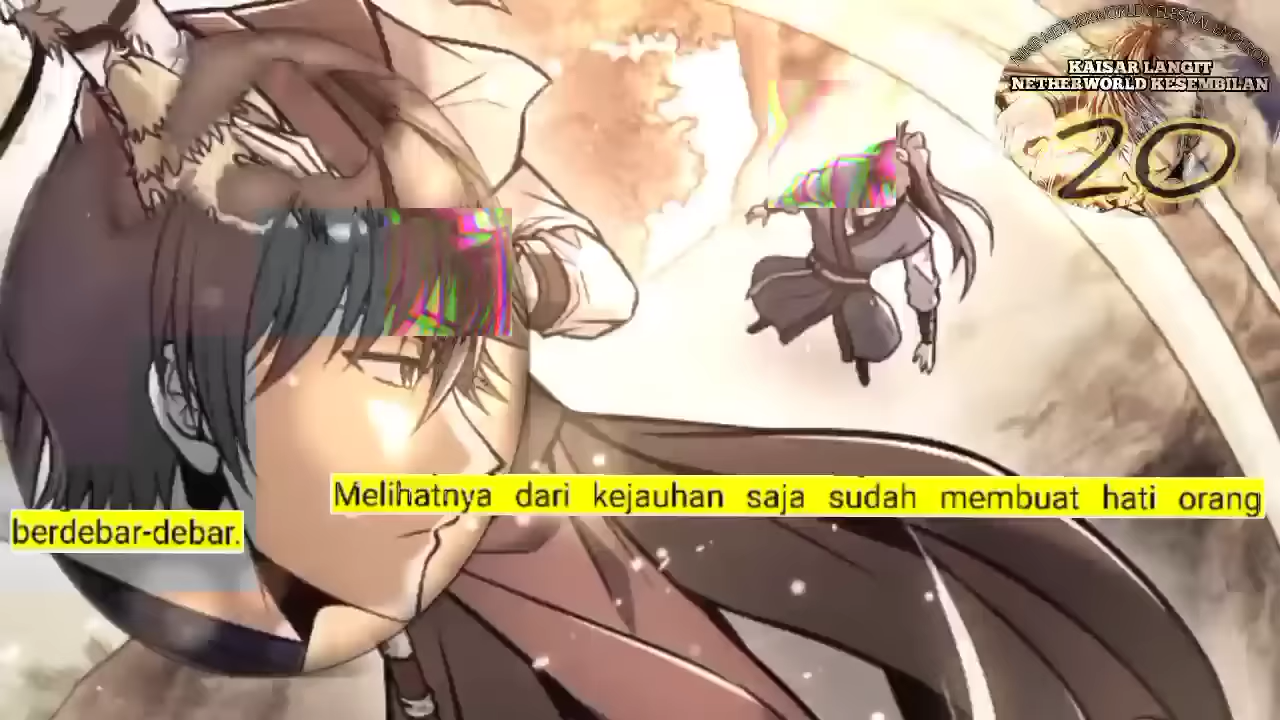 KAISAR LANGIT
NETHERWORLD KESEMBILAN
20
Melihatnya dari kejauhan saja sudah membuat hati orang
berdebar-debar.